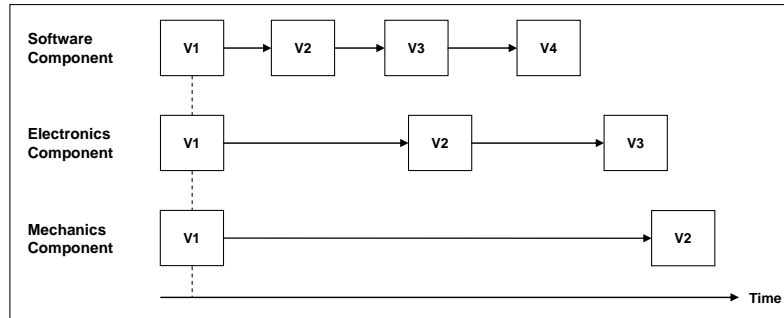 Software
Component
V1
V2
V3
V4
Electronics
Component
V1
V2
V3
Mechanics
Component
V1
V2
Time